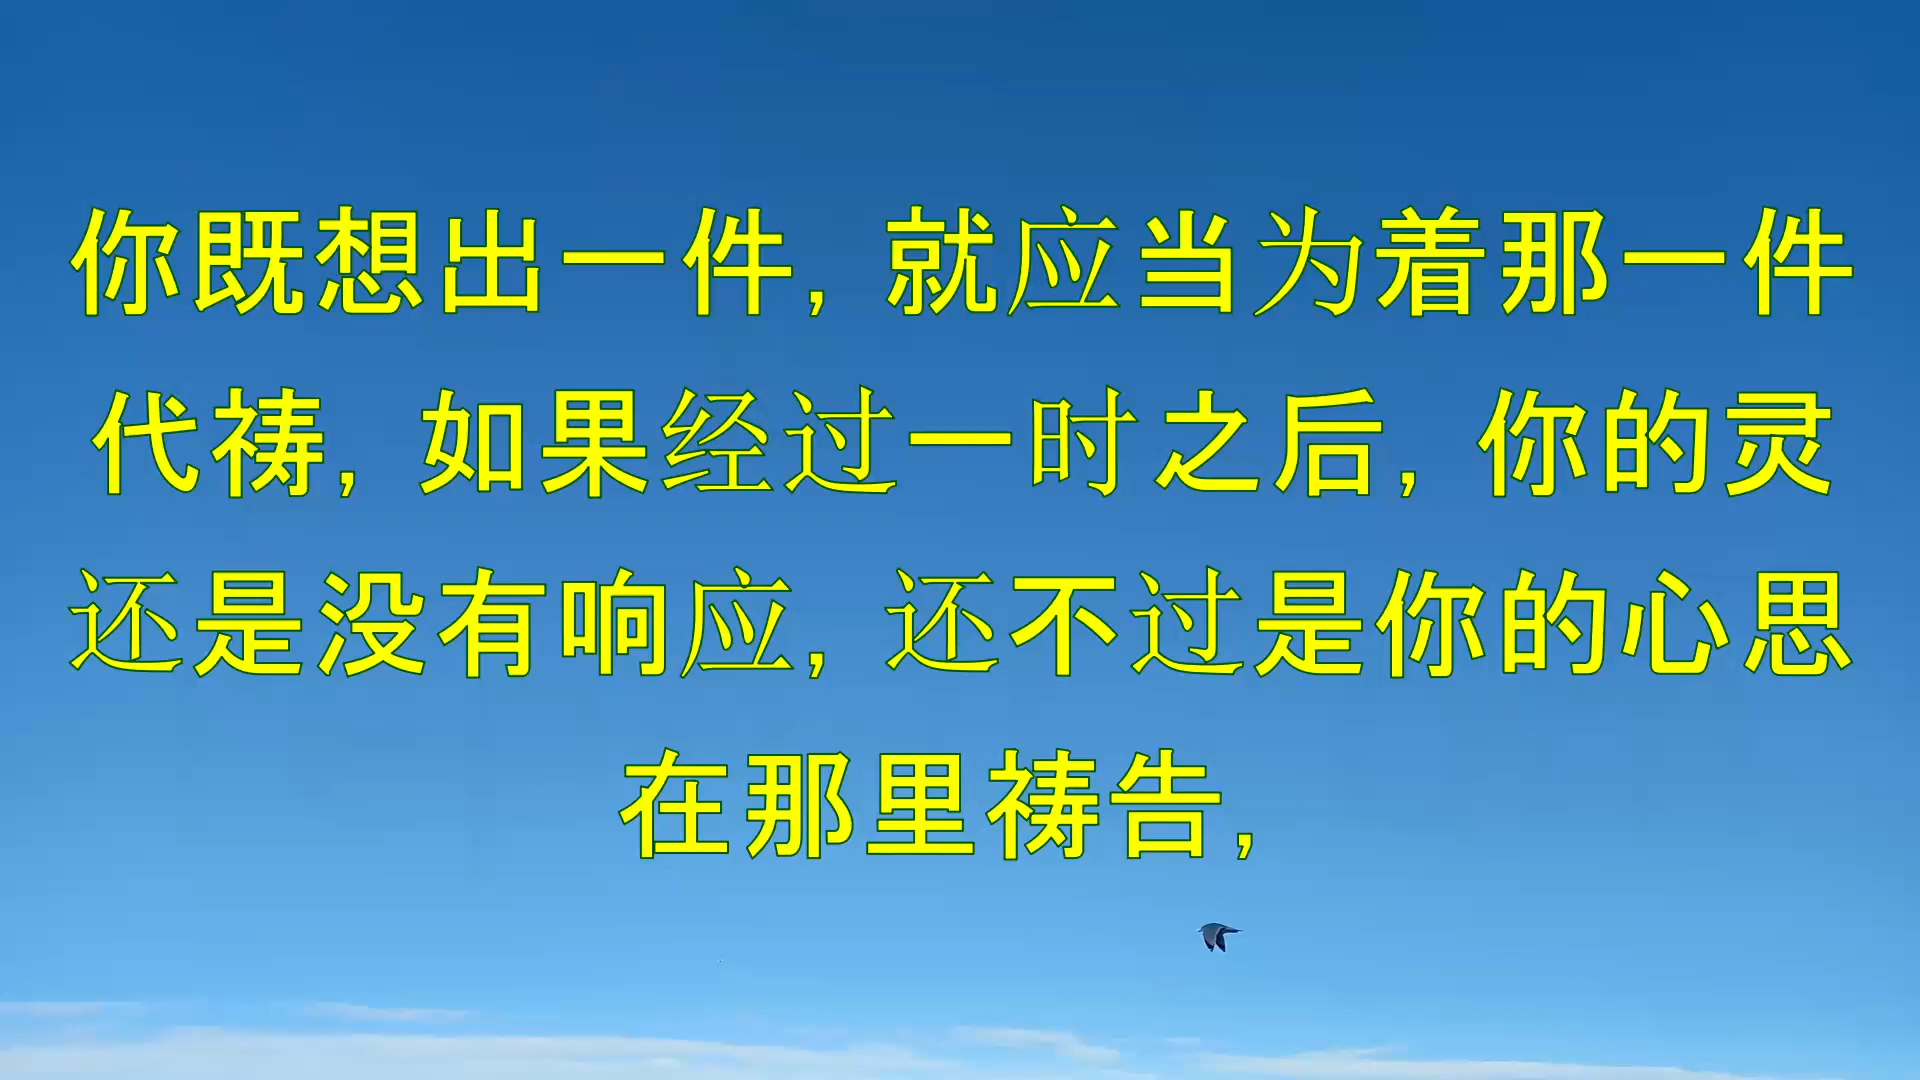 你既想出一件, 就应当为着那一件
代祷, 如果经过一时之后, 你的灵
还是没有响应, 还不过是你的心思
在那里祷告,